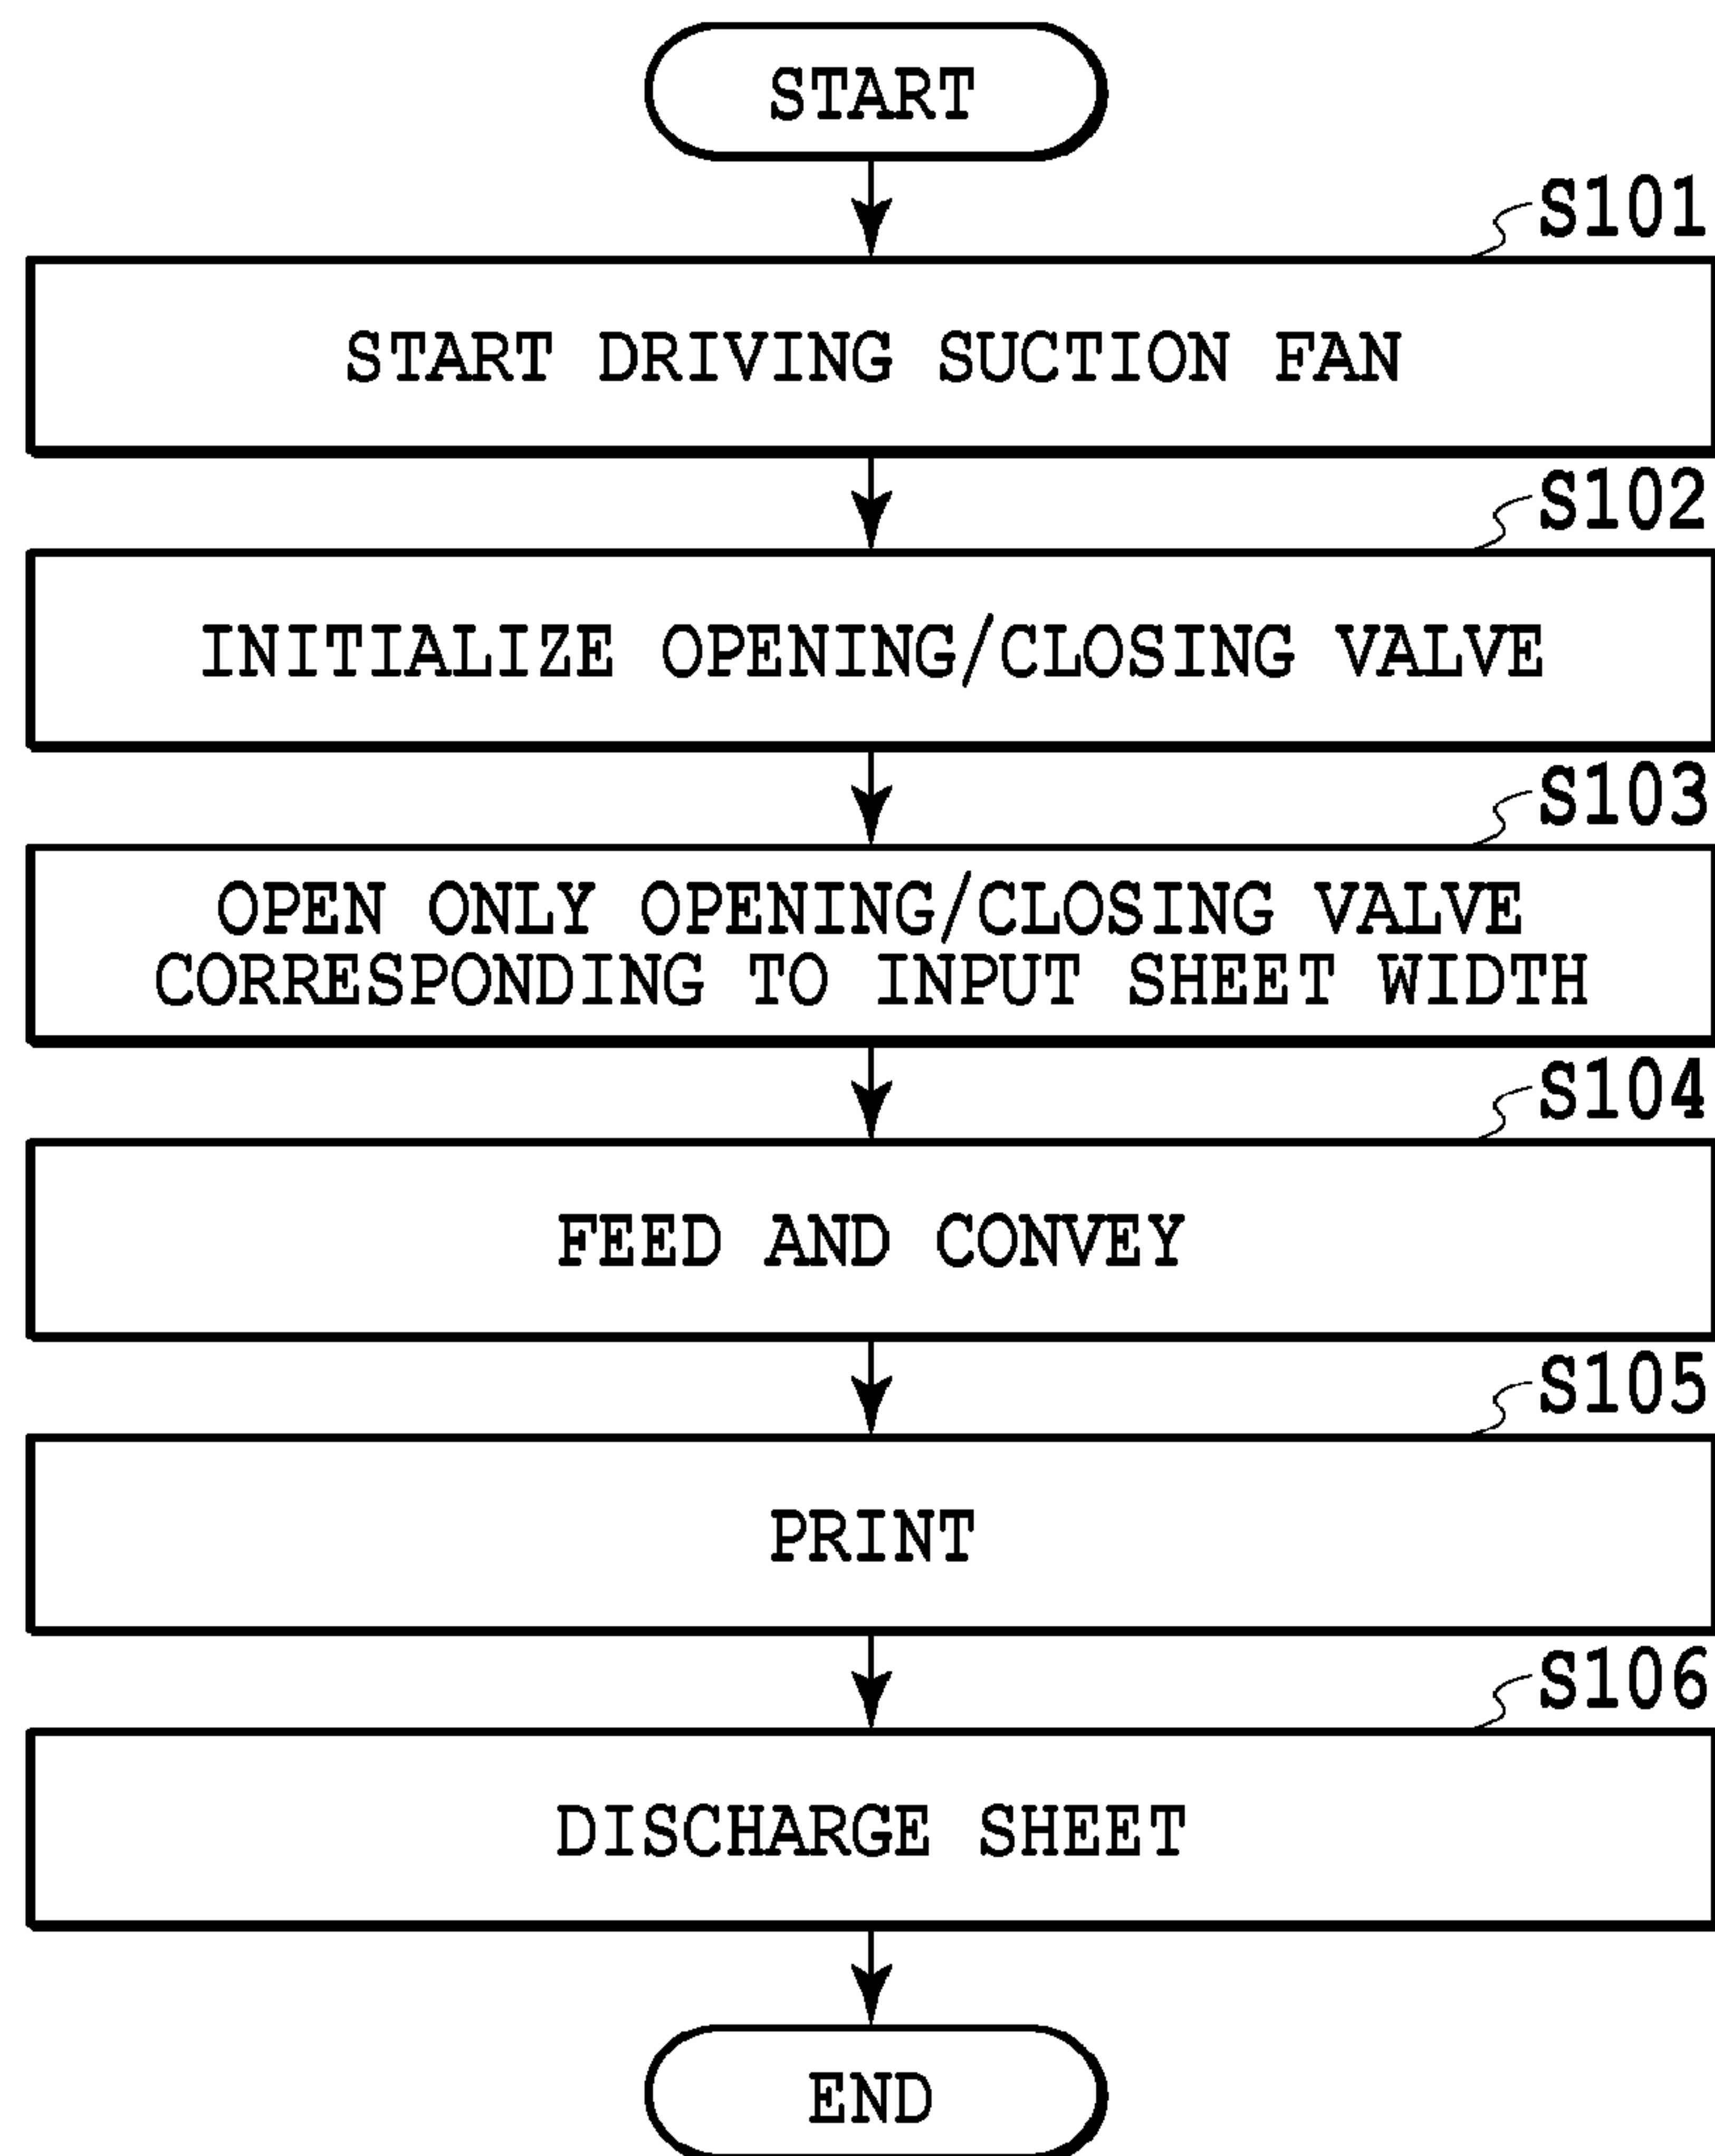 START
S101
START DRIVING SUCTION FAN
S102
INITIALIZE OPENING/CLOSING VALVE
S103
OPEN ONLY OPENING/CLOSING VALVE
CORRESPONDING TO INPUT SHEET WIDTH
S104
FEED AND CONVEY
S105
PRINT
S106
DISCHARGE SHEET
END